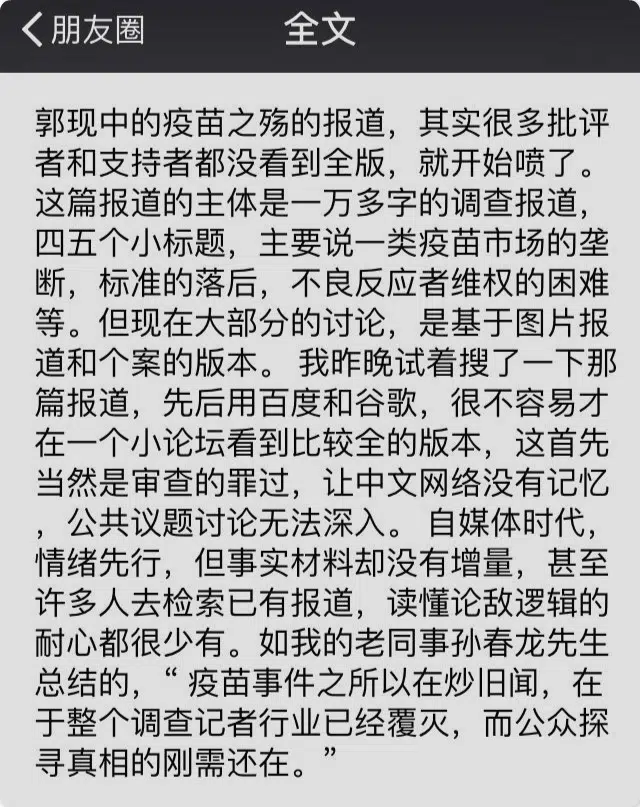 朋友圈
全文
郭现中的疫苗之殇的报道，其实很多批评
者和支持者都没看到全版，就开始喷了。
这篇报道的主体是一万多字的调查报道，
四五个小标题，主要说一类疫苗市场的垄
断，标准的落后，不良反应者维权的困难
等。但现在大部分的讨论，是基于图片报
道和个案的版本。 我昨晚试着搜了一下那
篇报道，先后用百度和谷歌，很不容易才
在一个小论坛看到比较全的版本，这首先
当然是审查的罪过，让中文网络没有记忆
，公共议题讨论无法深入。 自媒体时代，
情绪先行，但事实材料却没有增量，甚至
许多人去检索已有报道，读懂论敌逻辑的
耐心都很少有。如我的老同事孙春龙先生
总结的，“ 疫苗事件之所以在炒旧闻，在
于整个调查记者行业已经覆灭，而公众探
寻真相的刚需还在。”